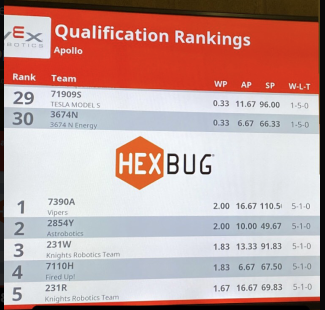 VEX
ROBOTICS
Qualification Rankings
Apollo
Rank Team WP AP SP W-L-T
29 71909S 0.33 11.67 96.00 1-5-0
TESLA MODEL S
30 3674N 0.33 6.67 66.33 1-5-0
3674 N Energy
HEXBUG
1 7390A 2.00 16.67 110.5 5-1-0
Vipers
2 2854Y 2.00 10.00 49.67 5-1-0
Astrobotics
3 231W 1.83 13.33 91.83 5-1-0
Knights Robotics Team
4 7110H 1.83 6.67 67.50 5-1-0
Fired Up!
5 231R 1.67 16.67 69.83 5-1-0
Knights Robotics Team